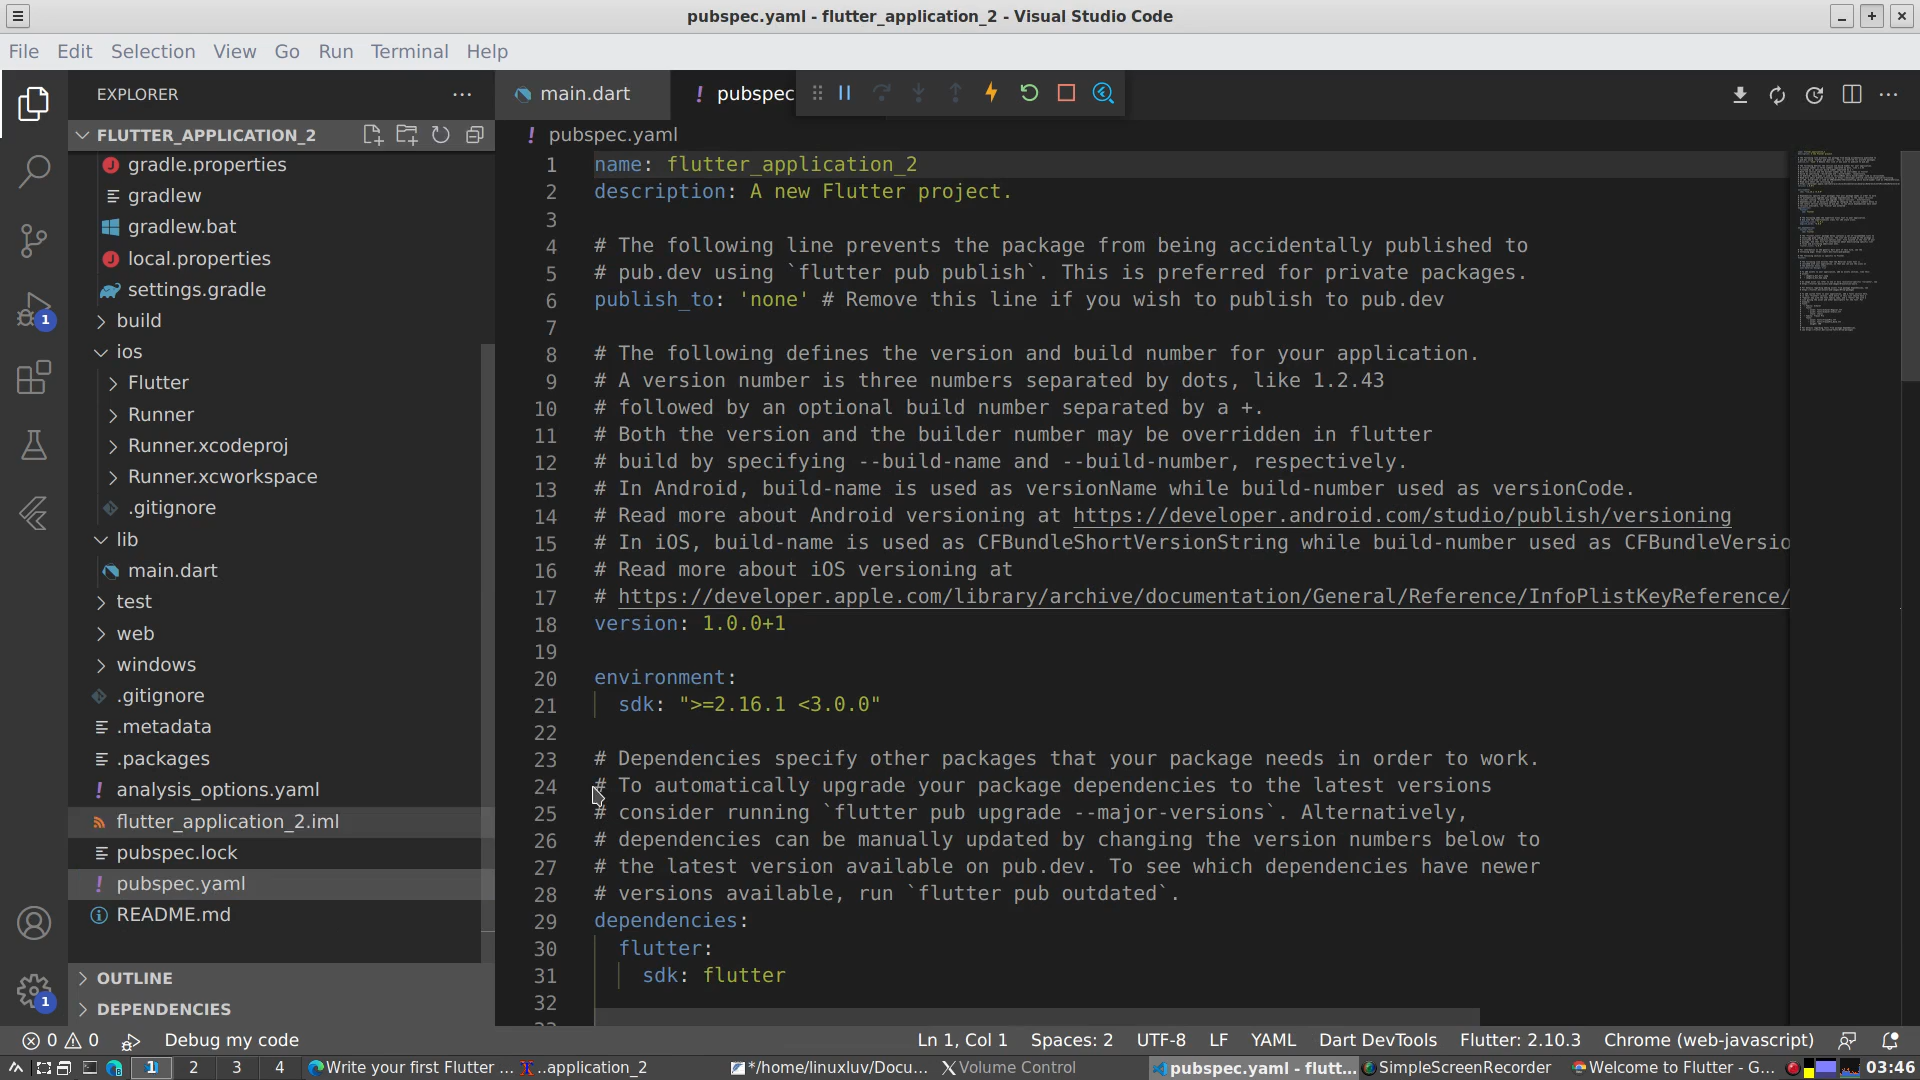 pubspec.yaml - flutter_application_2 - Visual Studio Code
File Edit Selection View Go Run Terminal Help
EXPLORER
main.dart
pubspec
FLUTTER_APPLICATION_2
pubspec.yaml
gradle.properties
gradlew
gradlew.bat
local.properties
settings.gradle
build
ios
Flutter
Runner
Runner.xcodeproj
Runner.xcworkspace
.gitignore
lib
main.dart
test
web
windows
.gitignore
.metadata
.packages
analysis_options.yaml
flutter_application_2.iml
pubspec.lock
pubspec.yaml
README.md
OUTLINE
DEPENDENCIES
1
1
1 name: flutter_application_2
2 description: A new Flutter project.
3
4 # The following line prevents the package from being accidentally published to
5 # pub.dev using `flutter pub publish`. This is preferred for private packages.
6 publish_to: 'none' # Remove this line if you wish to publish to pub.dev
7
8 # The following defines the version and build number for your application.
9 # A version number is three numbers separated by dots, like 1.2.43
10 # followed by an optional build number separated by a +.
11 # Both the version and the builder number may be overridden in flutter
12 # build by specifying --build-name and --build-number, respectively.
13 # In Android, build-name is used as versionName while build-number used as versionCode.
14 # Read more about Android versioning at https://developer.android.com/studio/publish/versioning
15 # In iOS, build-name is used as CFBundleShortVersionString while build-number used as CFBundleVersio
16 # Read more about iOS versioning at
17 # https://developer.apple.com/library/archive/documentation/General/Reference/InfoPlistKeyReference/
18 version: 1.0.0+1
19
20 environment:
21 sdk: ">=2.16.1 <3.0.0"
22
23 # Dependencies specify other packages that your package needs in order to work.
24 # To automatically upgrade your package dependencies to the latest versions
25 # consider running `flutter pub upgrade --major-versions`. Alternatively,
26 # dependencies can be manually updated by changing the version numbers below to
27 # the latest version available on pub.dev. To see which dependencies have newer
28 # versions available, run `flutter pub outdated`.
29 dependencies:
30 flutter:
31 sdk: flutter
32
0 0 Debug my code Ln 1, Col 1 Spaces: 2 UTF-8 LF YAML Dart DevTools Flutter: 2.10.3 Chrome (web-javascript)
1 2 3 4 Write your first Flutter ... ..application_2 */home/linuxluv/Docu... Volume Control pubspec.yaml - flutt... SimpleScreenRecorder Welcome to Flutter - G... 03:46